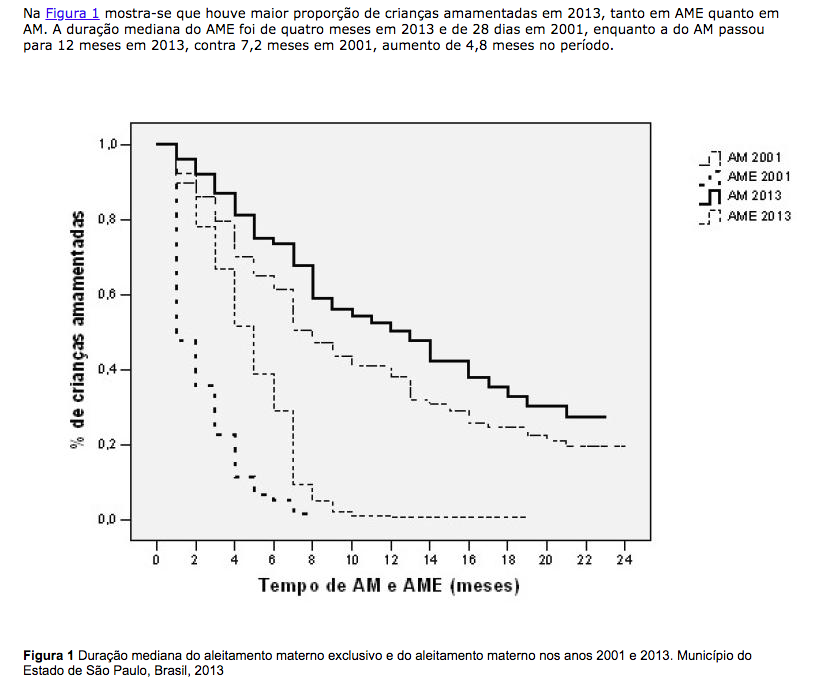 Na Figura 1 mostra-se que houve maior proporção de crianças amamentadas em 2013, tanto em AME quanto em
AM. A duração mediana do AME foi de quatro meses em 2013 e de 28 dias em 2001, enquanto a do AM passou
para 12 meses em 2013, contra 7,2 meses em 2001, aumento de 4,8 meses no período.
% de crianças amamentadas
1,0
0,8
0,6
0,4
0,2
0,0
0 2 4 6 8 10 12 14 16 18 20 22 24
Tempo de AM e AME (meses)
AM 2001
AME 2001
AM 2013
AME 2013
Figura 1 Duração mediana do aleitamento materno exclusivo e do aleitamento materno nos anos 2001 e 2013. Município do
Estado de São Paulo, Brasil, 2013